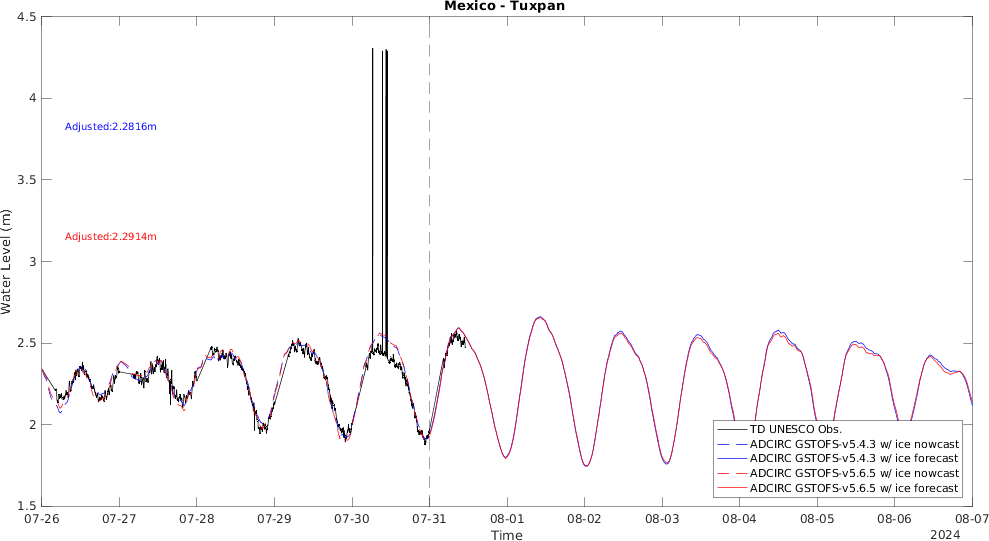 Mexico - Tuxpan
4.5
4
3.5
3
2.5
2
1.5
Water Level (m)
Adjusted:2.2816m
Adjusted:2.2914m
TD UNESCO Obs.
ADCIRC GSTOFS-v5.4.3 w/ ice nowcast
ADCIRC GSTOFS-v5.4.3 w/ ice forecast
ADCIRC GSTOFS-v5.6.5 w/ ice nowcast
ADCIRC GSTOFS-v5.6.5 w/ ice forecast
07-26 07-27 07-28 07-29 07-30 07-31 08-01 08-02 08-03 08-04 08-05 08-06 08-07
Time
2024